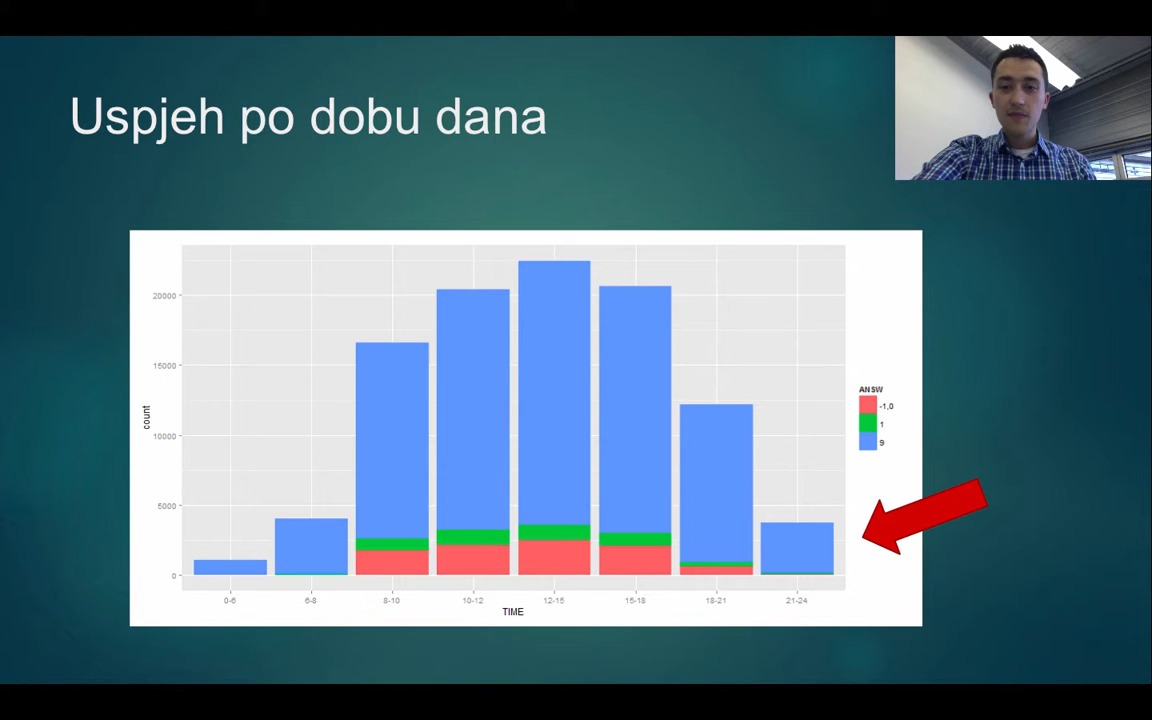 Uspjeh po dobu dana
20000
15000
10000
5000
0
count
0-6 6-8 8-10 10-12 12-15 15-18 18-21 21-24
TIME
ANSW
-1,0
1
9